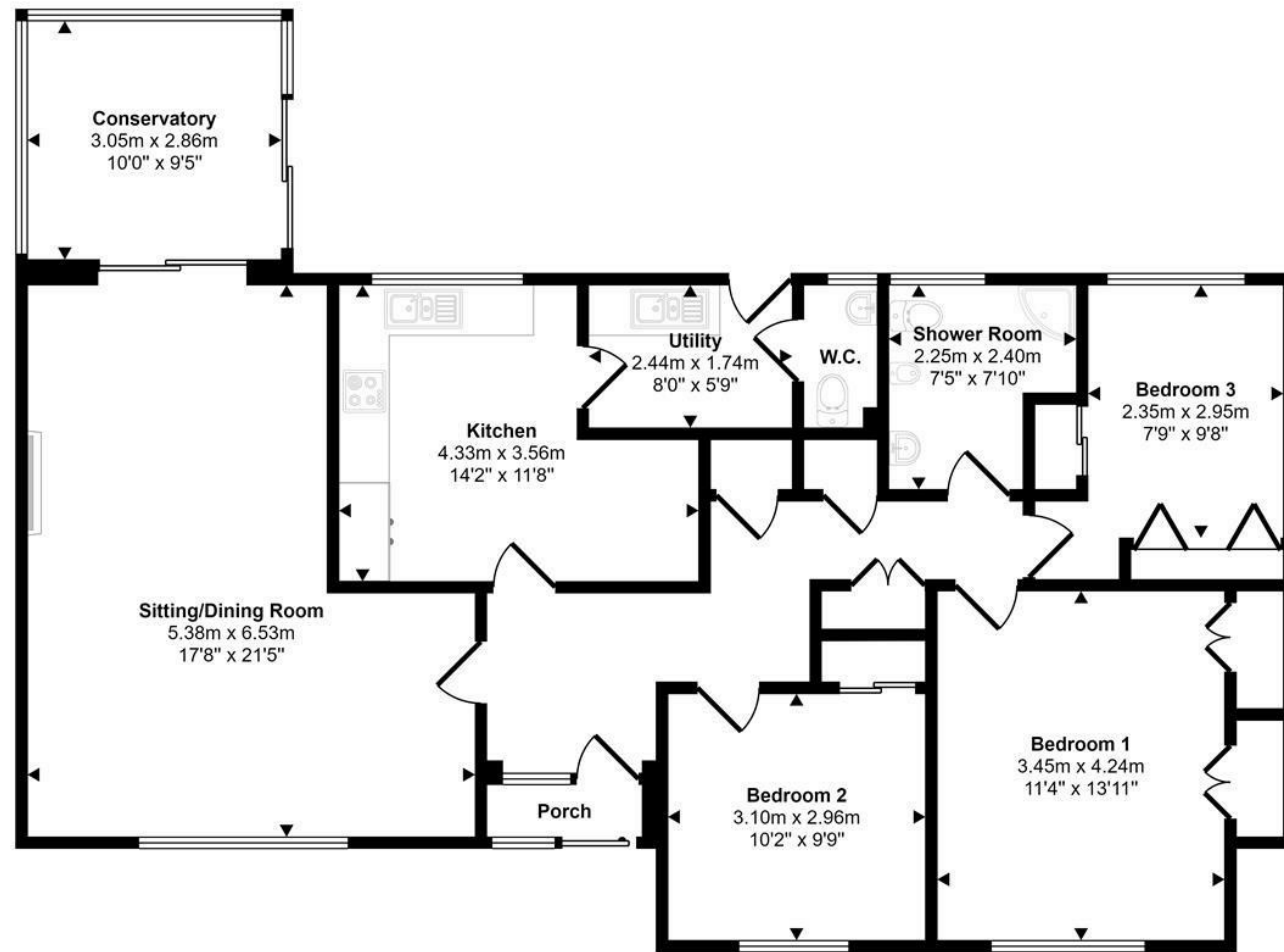 Conservatory
3.05m x 2.86m
10'0" x 9'5"
Utility
2.44m x 1.74m
8'0" x 5'9"
W.C.
Shower Room
2.25m x 2.40m
7'5" x 7'10"
Bedroom 3
2.35m x 2.95m
7'9" x 9'8"
Kitchen
4.33m x 3.56m
14'2" x 11'8"
Sitting/Dining Room
5.38m x 6.53m
17'8" x 21'5"
Bedroom 1
3.45m x 4.24m
11'4" x 13'11"
Bedroom 2
3.10m x 2.96m
10'2" x 9'9"
Porch